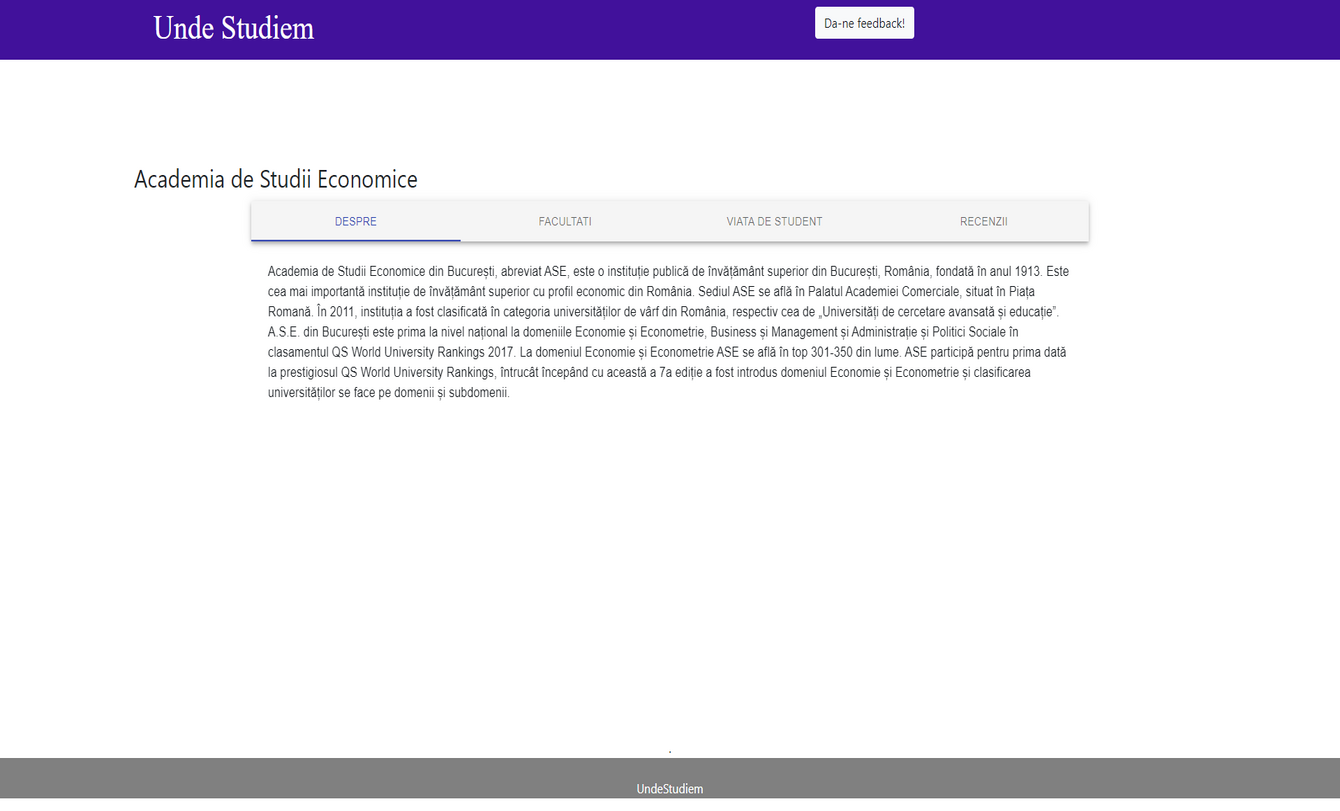 Unde Studiem
Da-ne feedback!
Academia de Studii Economice
DESPRE
FACULTATI
VIATA DE STUDENT
RECENZII
Academia de Studii Economice din București, abreviat ASE, este o instituție publică de învățământ superior din București, România, fondată în anul 1913. Este
cea mai importantă instituție de învățământ superior cu profil economic din România. Sediul ASE se află în Palatul Academiei Comerciale, situat în Piața
Romană. În 2011, instituția a fost clasificată în categoria universităților de vârf din România, respectiv cea de „Universități de cercetare avansată și educație”.
A.S.E. din București este prima la nivel național la domeniile Economie și Econometrie, Business și Management și Administrație și Politici Sociale în
clasamentul QS World University Rankings 2017. La domeniul Economie și Econometrie ASE se află în top 301-350 din lume. ASE participă pentru prima dată
la prestigiosul QS World University Rankings, întrucât începând cu această a 7a ediție a fost introdus domeniul Economie și Econometrie și clasificarea
universităților se face pe domenii și subdomenii.
.
UndeStudiem